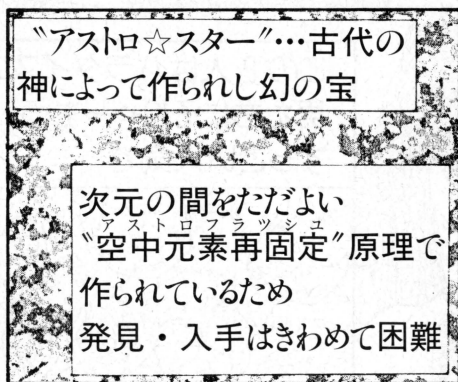 〝アストロ☆スター〟…古代の
神によって作られし幻の宝
次元の間をただよい
アストロフラツシユ
〝空中元素再固定〟原理で
作られているため
発見・入手はきわめて困難